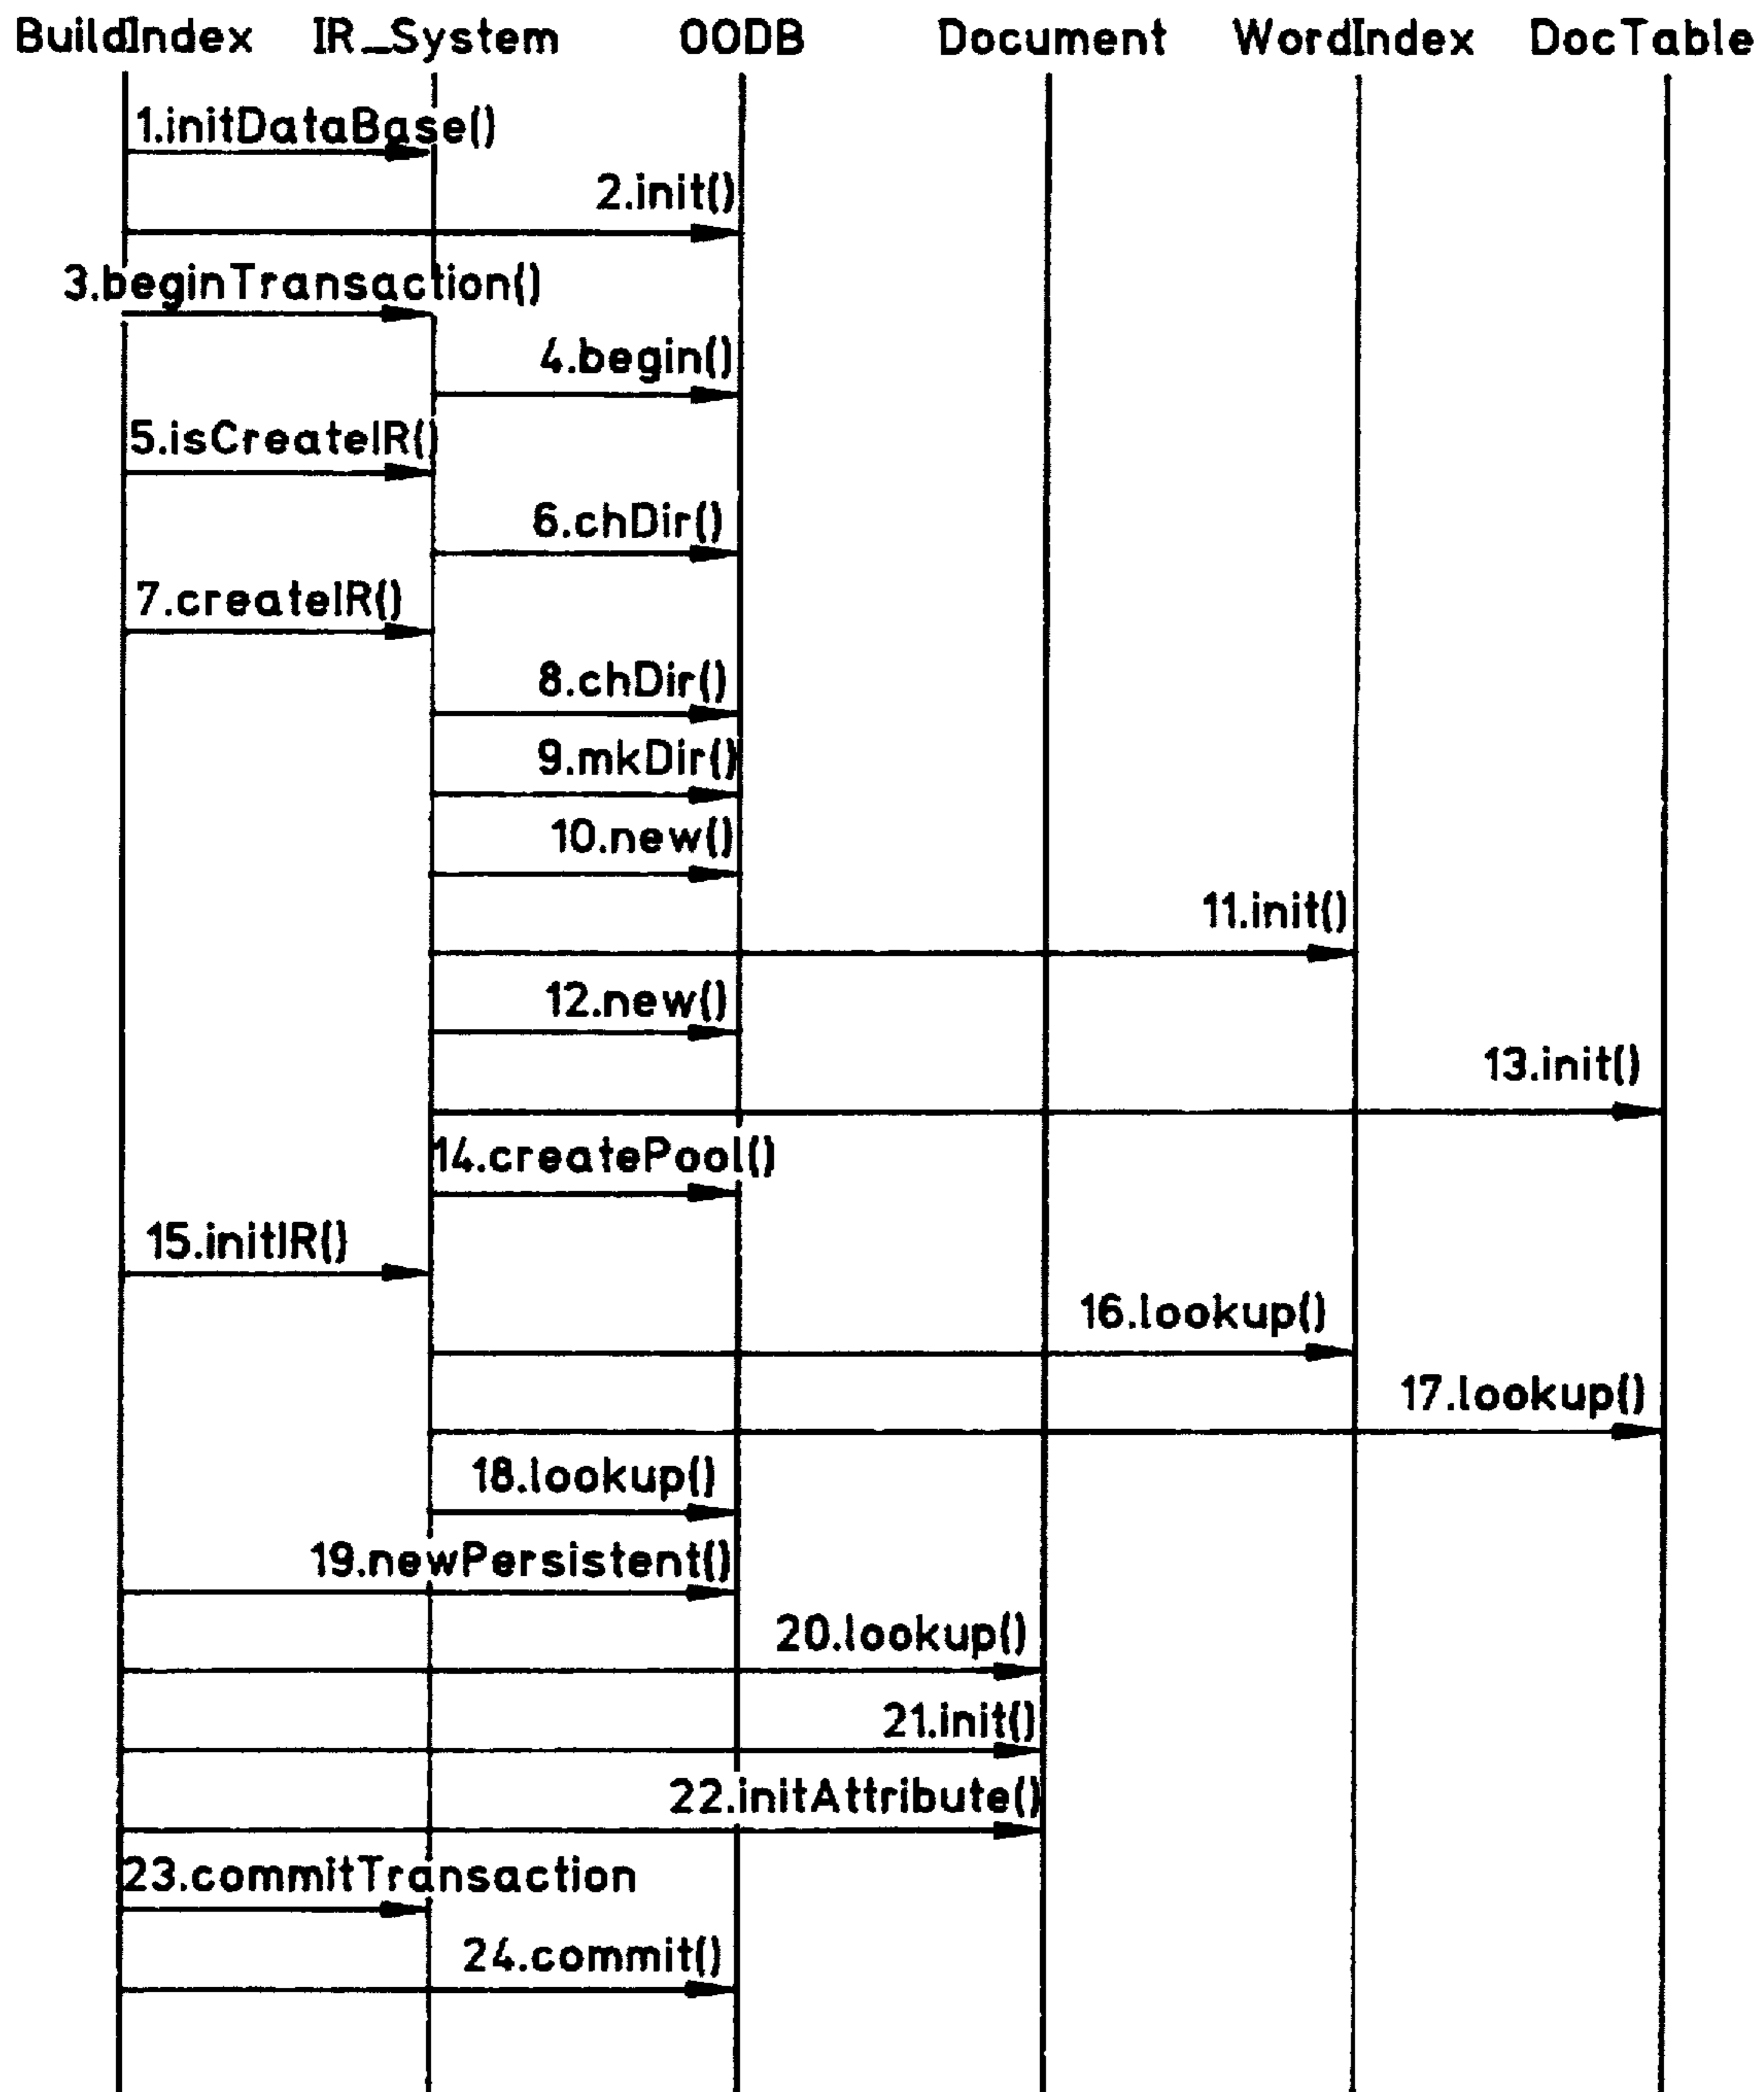 BuildIndex IR_System OODB Document WordIndex DocTable
1.initDataBase()
2.init()
3.beginTransaction()
4.begin()
5.isCreateIR()
6.chDir()
7.createIR()
8.chDir()
9.mkDir()
10.new()
11.init()
12.new()
13.init()
14.createPool()
15.initIR()
16.lookup()
17.lookup()
18.lookup()
19.newPersistent()
20.lookup()
21.init()
22.initAttribute()
23.commitTransaction
24.commit()